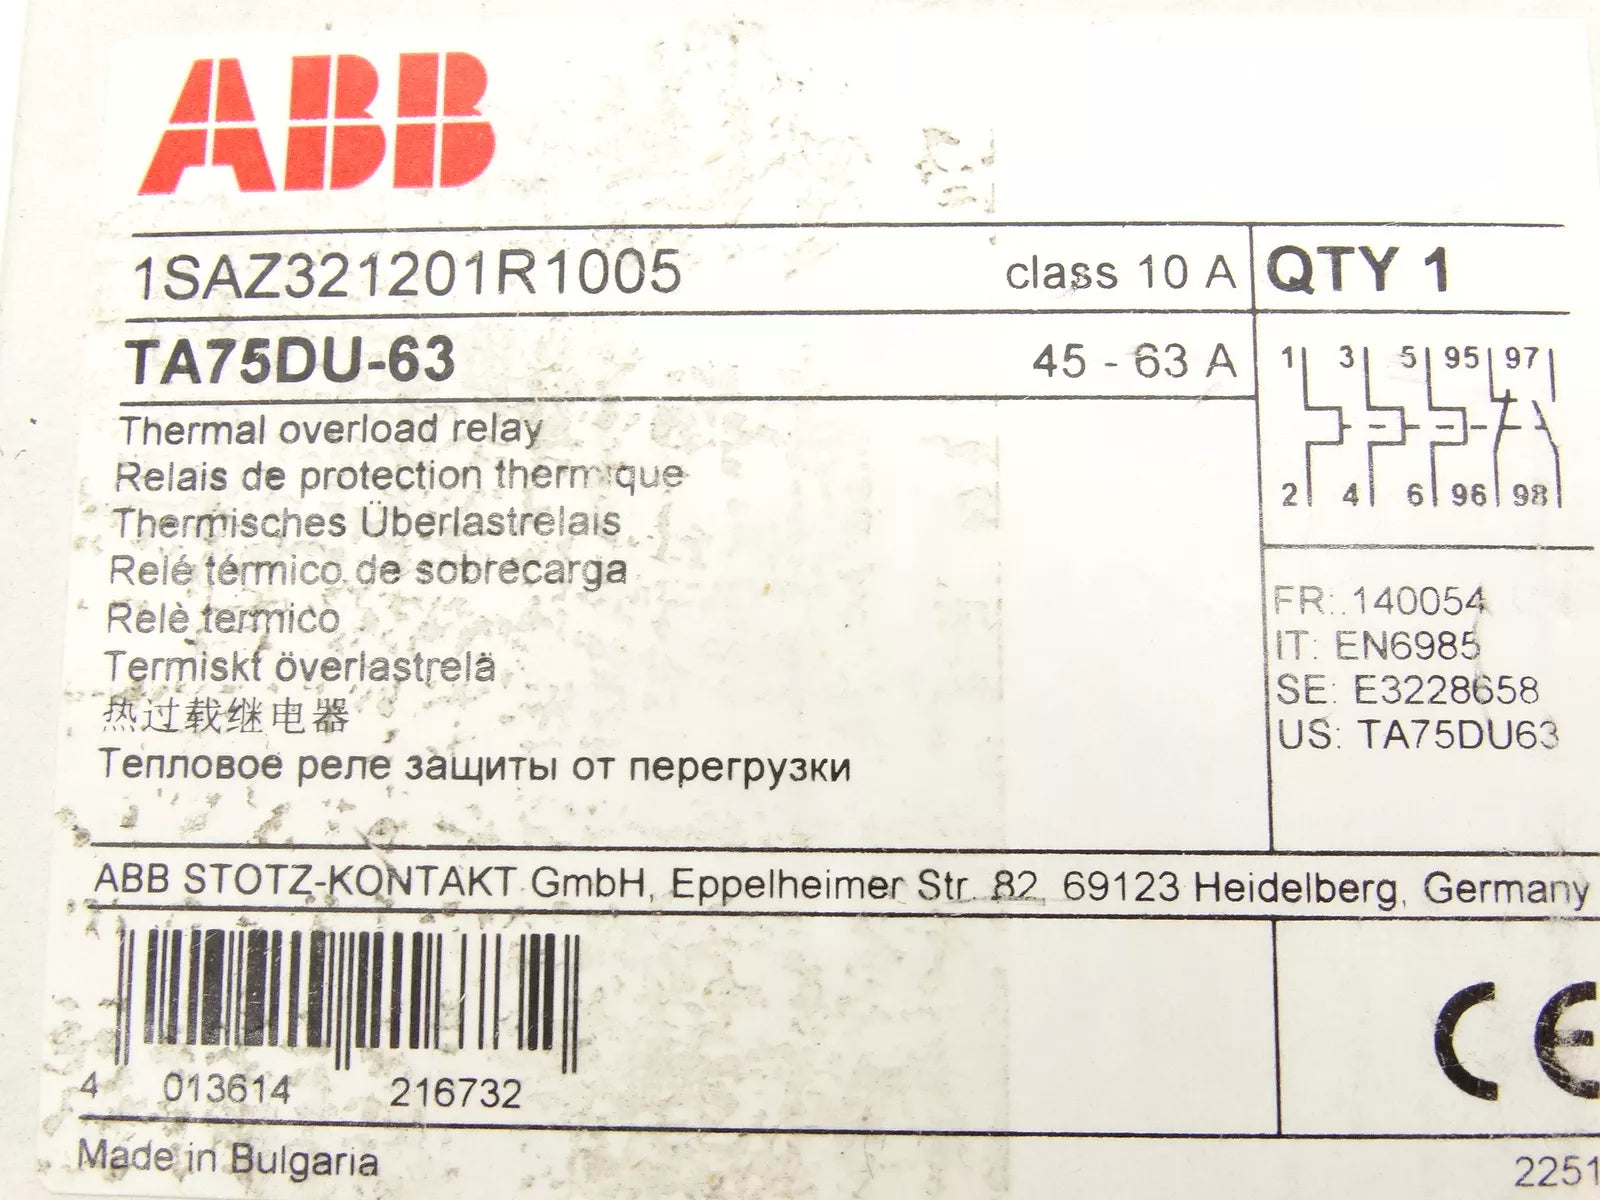 ABB
1SAZ321201R1005 class 10 A QTY 1
TA75DU-63 45 - 63 A
1 3 5 95 97
2 4 6 96 98
Thermal overload relay
Relais de protection thermique
Thermisches Überlastrelais
Relé térmico de sobrecarga
Relè termico
Termiskt överlastrelä
热过载继电器
Тепловое реле защиты от перегрузки
FR: 140054
IT: EN6985
SE: E3228658
US: TA75DU63
ABB STOTZ-KONTAKT GmbH, Eppelheimer Str. 82, 69123 Heidelberg, Germany
4 013614 216732
CE
Made in Bulgaria
2251